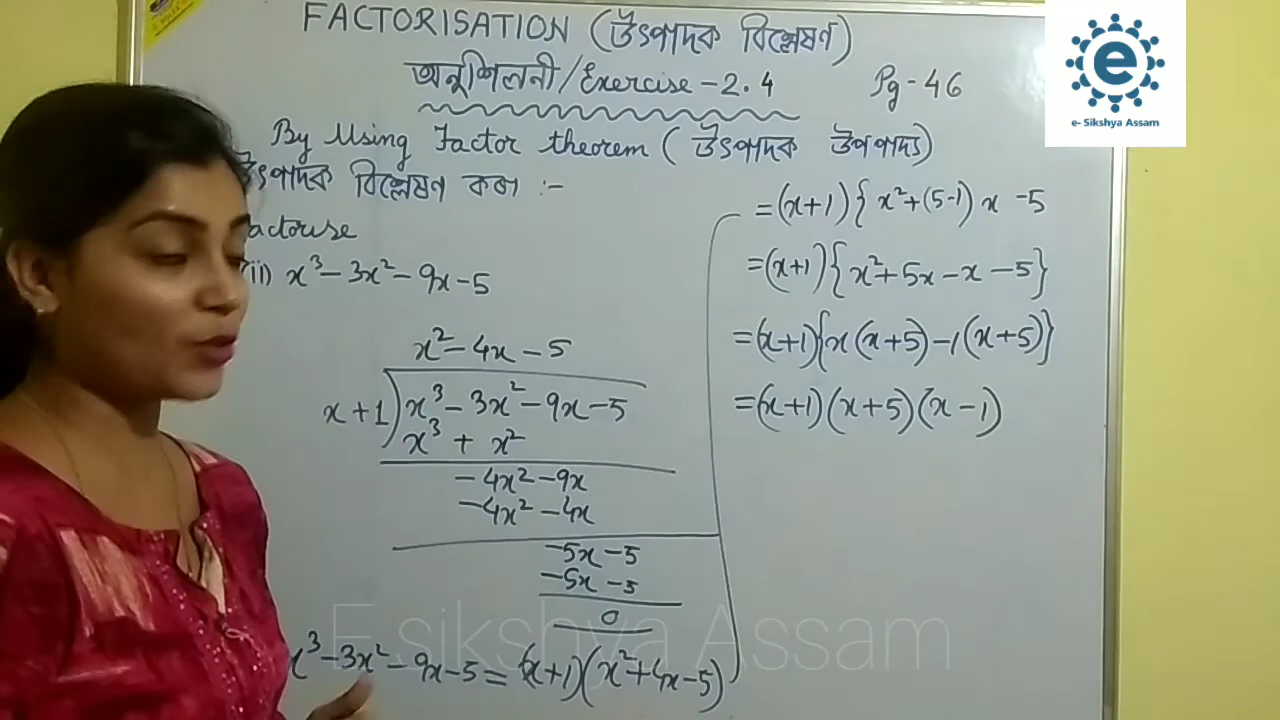 FACTORISATION (উৎপাদক বিশ্লেষণ)
অনুশিলনী/Exercise - 2.4 Pg-46
e- Sikshya Assam
By Using Factor theorem (উৎপাদক উপপাদ্য)
উৎপাদক বিশ্লেষণ কৰা :-
actorise
ii) x³ - 3x² - 9x - 5
x² - 4x - 5
x + 1) x³ - 3x² - 9x - 5
x³ + x²
- 4x² - 9x
- 4x² - 4x
- 5x - 5
- 5x - 5
0
x³ - 3x² - 9x - 5 = (x+1)(x² + 4x - 5)
= (x+1) { x² + (5-1) x - 5
= (x+1) { x² + 5x - x - 5}
= (x+1) {x (x+5) -1 (x+5)}
= (x+1) (x+5) (x - 1)
E sikshya Assam